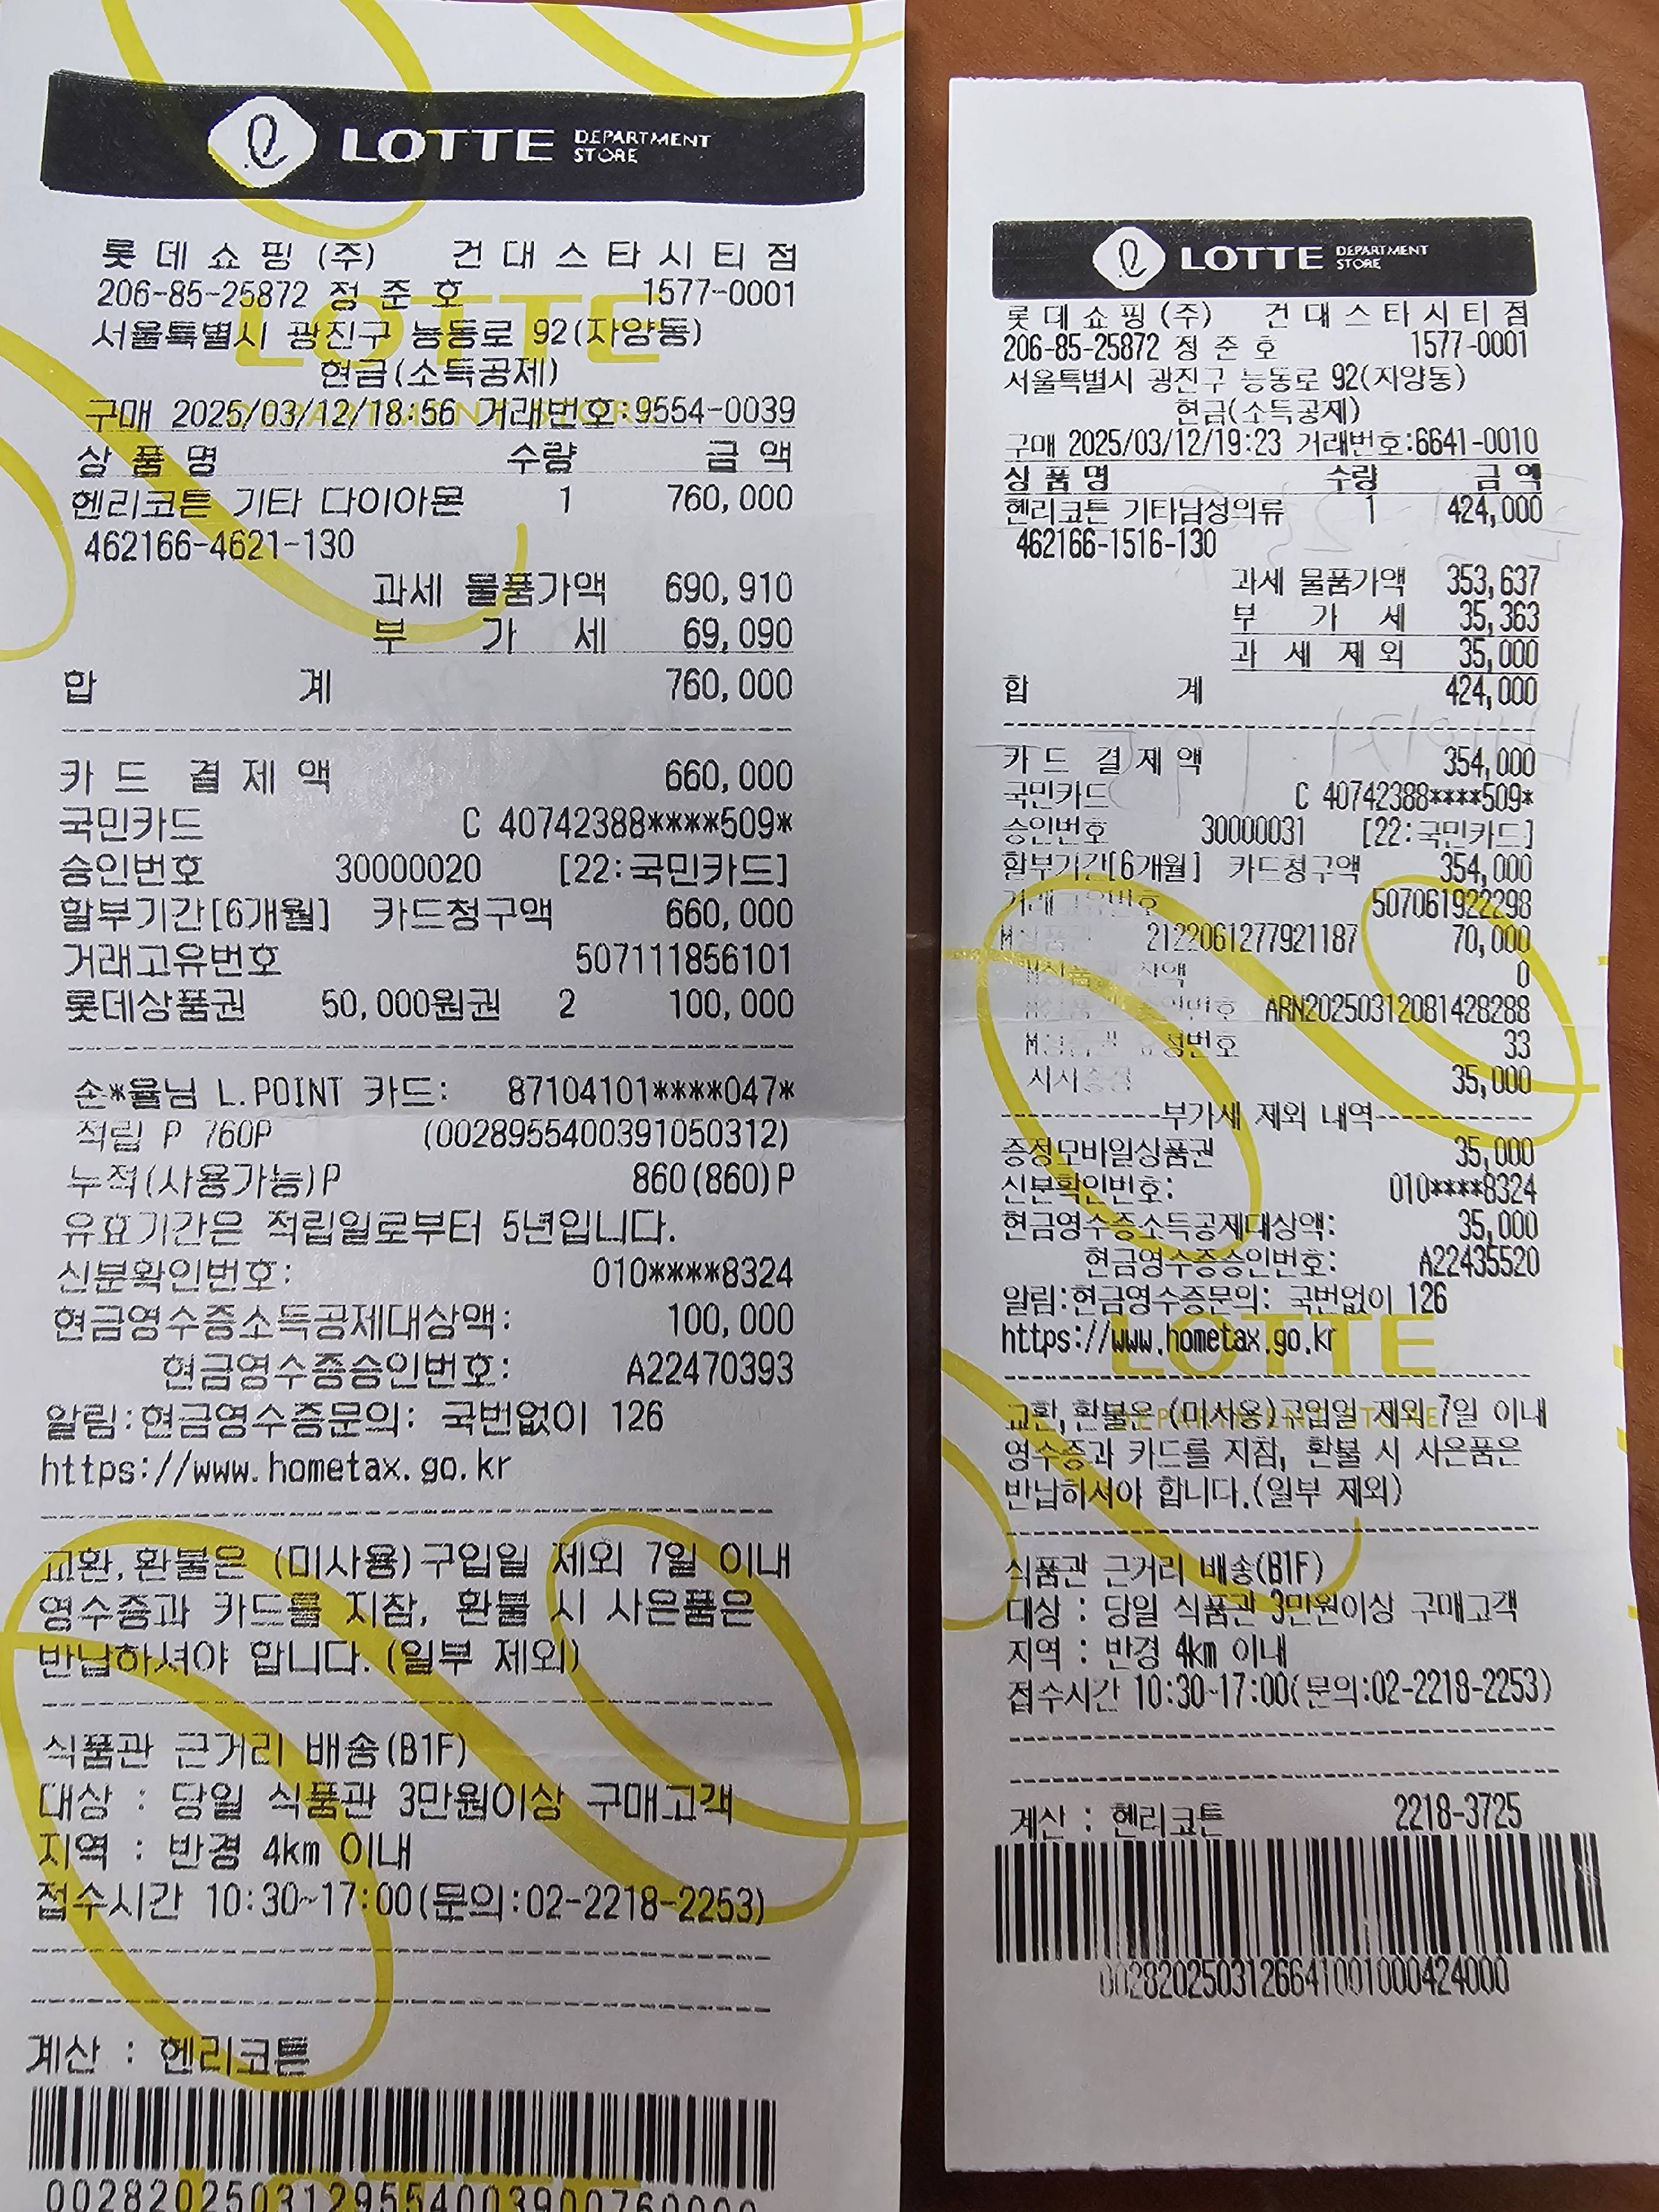 LOTTE DEPARTMENT STORE
롯데쇼핑(주) 건대스타시티점
206-85-25872 정준호 1577-0001
서울특별시 광진구 능동로 92(자양동)
현금(소득공제)
구매 2025/03/12/18:56 거래번호:9554-0039
상품명 수량 금액
헨리코튼 기타 다이아몬 1 760,000
462166-4621-130
과세 물품가액 690,910
부가세 69,090
합계 760,000
카드 결제액 660,000
국민카드 C 40742388****509*
승인번호 30000020 [22:국민카드]
할부기간[6개월] 카드청구액 660,000
거래고유번호 507111856101
롯데상품권 50,000원권 2 100,000
손*율님 L.POINT 카드: 87104101****047*
적립 P 760P (00289554003910503​12)
누적(사용가능)P 860(860)P
유효기간은 적립일로부터 5년입니다.
신분확인번호: 010****8324
현금영수증소득공제대상액: 100,000
현금영수증승인번호: A22470393
알림:현금영수증문의: 국번없이 126
https://www.hometax.go.kr
교환,환불은 (미사용)구입일 제외 7일 이내
영수증과 카드를 지참, 환불 시 사은품은
반납하셔야 합니다.(일부 제외)
식품관 근거리 배송(B1F)
대상 : 당일 식품관 3만원이상 구매고객
지역 : 반경 4km 이내
접수시간 10:30~17:00(문의:02-2218-2253)
계산 : 헨리코튼
LOTTE DEPARTMENT STORE
롯데쇼핑(주) 건대스타시티점
206-85-25872 정준호 1577-0001
서울특별시 광진구 능동로 92(자양동)
현금(소득공제)
구매 2025/03/12/19:23 거래번호:6641-0010
상품명 수량 금액
헨리코튼 기타남성의류 1 424,000
462166-1516-130
과세 물품가액 353,637
부가세 35,363
과세제외 35,000
합계 424,000
카드 결제액 354,000
국민카드 C 40742388****509*
승인번호 30000031 [22:국민카드]
할부기간[6개월] 카드청구액 354,000
거래고유번호 507061922298
M상품권 2122061277921187 70,000
M상품권 잔액 0
M상품권 승인번호 ARN20250312081428288
33
35,000
부가세 제외 내역
증정모바일상품권 35,000
신분확인번호: 010****8324
현금영수증소득공제대상액: 35,000
현금영수증승인번호: A22435520
알림:현금영수증문의: 국번없이 126
https://www.hometax.go.kr
교환,환불은 (미사용)구입일 제외 7일 이내
영수증과 카드를 지참, 환불 시 사은품은
반납하셔야 합니다.(일부 제외)
식품관 근거리 배송(B1F)
대상 : 당일 식품관 3만원이상 구매고객
지역 : 반경 4km 이내
접수시간 10:30~17:00(문의:02-2218-2253)
계산 : 헨리코튼 2218-3725
0028202503126641001000424000